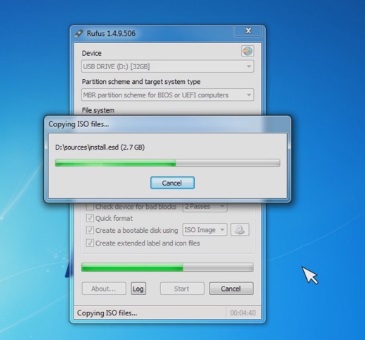 Rufus 1.4.9.506
Device
USB DRIVE (D:) [32GB]
Partition scheme and target system type
MBR partition scheme for BIOS or UEFI computers
File system
Copying ISO files...
D:\sources\install.esd (2.7 GB)
Cancel
Check device for bad blocks 2 Passes
Quick format
Create a bootable disk using ISO Image
Create extended label and icon files
About... Log Start Cancel
Copying ISO files... 00:04:40